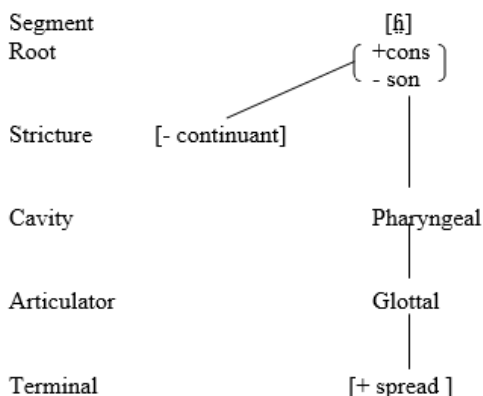 Segment [ɦ̤]
Root +cons
- son
Stricture [- continuant]
Cavity Pharyngeal
Articulator Glottal
Terminal [+ spread ]